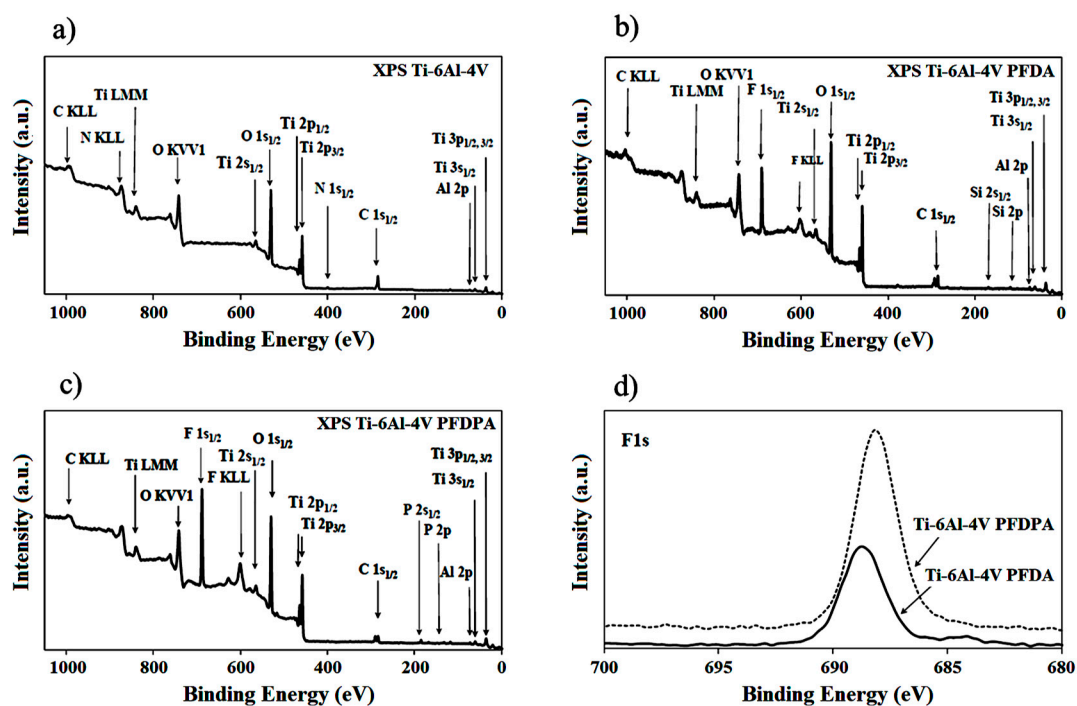 a)
XPS Ti-6Al-4V
C KLL
Ti LMM
N KLL
O KVV1
Ti 2s1/2
O 1s1/2
Ti 2p1/2
Ti 2p3/2
N 1s1/2
C 1s1/2
Ti 3p1/2, 3/2
Ti 3s1/2
Al 2p
Intensity (a.u.)
1000 800 600 400 200 0
Binding Energy (eV)
b)
XPS Ti-6Al-4V PFDA
C KLL
Ti LMM
O KVV1
F 1s1/2
Ti 2s1/2
F KLL
O 1s1/2
Ti 2p1/2
Ti 2p3/2
C 1s1/2
Si 2s1/2
Si 2p
Al 2p
Ti 3p1/2, 3/2
Ti 3s1/2
Intensity (a.u.)
1000 800 600 400 200 0
Binding Energy (eV)
c)
XPS Ti-6Al-4V PFDPA
C KLL
Ti LMM
O KVV1
F 1s1/2
F KLL
Ti 2s1/2
O 1s1/2
Ti 2p1/2
Ti 2p3/2
C 1s1/2
P 2s1/2
P 2p
Al 2p
Ti 3p1/2, 3/2
Ti 3s1/2
Intensity (a.u.)
1000 800 600 400 200 0
Binding Energy (eV)
d)
F1s
Ti-6Al-4V PFDPA
Ti-6Al-4V PFDA
Intensity (a.u.)
700 695 690 685 680
Binding Energy (eV)